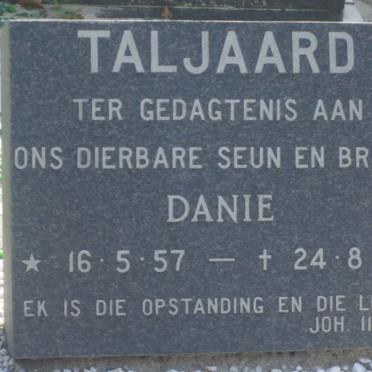 TALJAARD
TER GEDAGTENIS AAN
ONS DIERBARE SEUN EN BR
DANIE
★ 16·5·57 — † 24·8
EK IS DIE OPSTANDING EN DIE L
JOH. 11